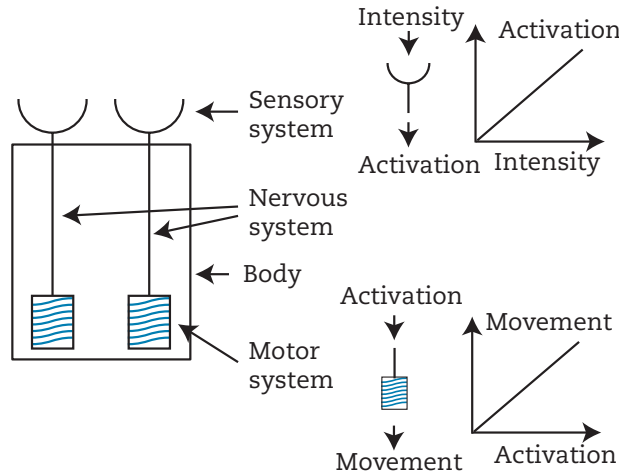 Sensory
system
Nervous
system
Body
Motor
system
Intensity
Activation
Activation
Intensity
Activation
Movement
Movement
Activation